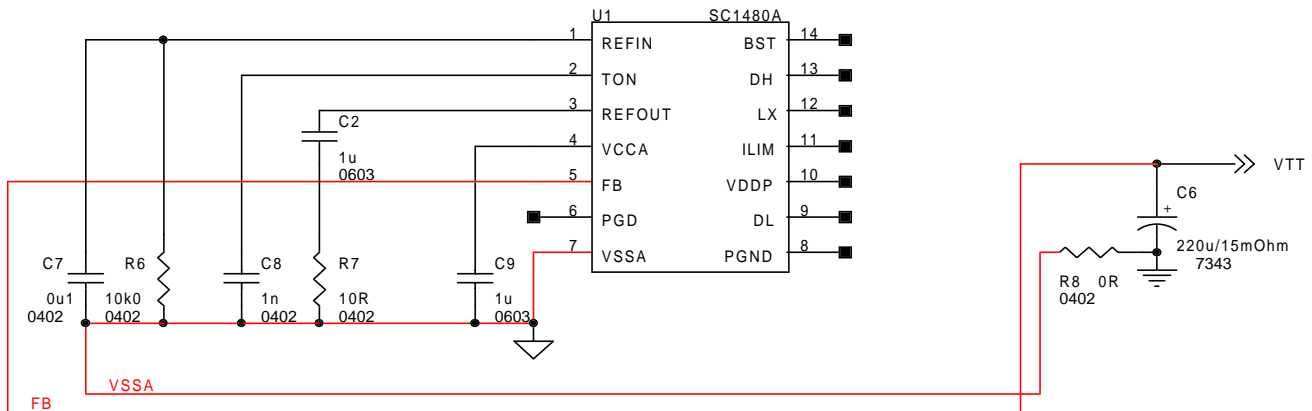 U1 SC1480A
1 REFIN BST 14
2 TON DH 13
3 REFOUT LX 12
C2
1u
0603
4 VCCA ILIM 11
5 FB VDDP 10
6 PGD DL 9
7 VSSA PGND 8
VTT
C6
+
220u/15mOhm
7343
C7 R6 C8 R7 C9
0u1 10k0 1n 10R 1u
0402 0402 0402 0402 0603
R8 0R
0402
VSSA
FB